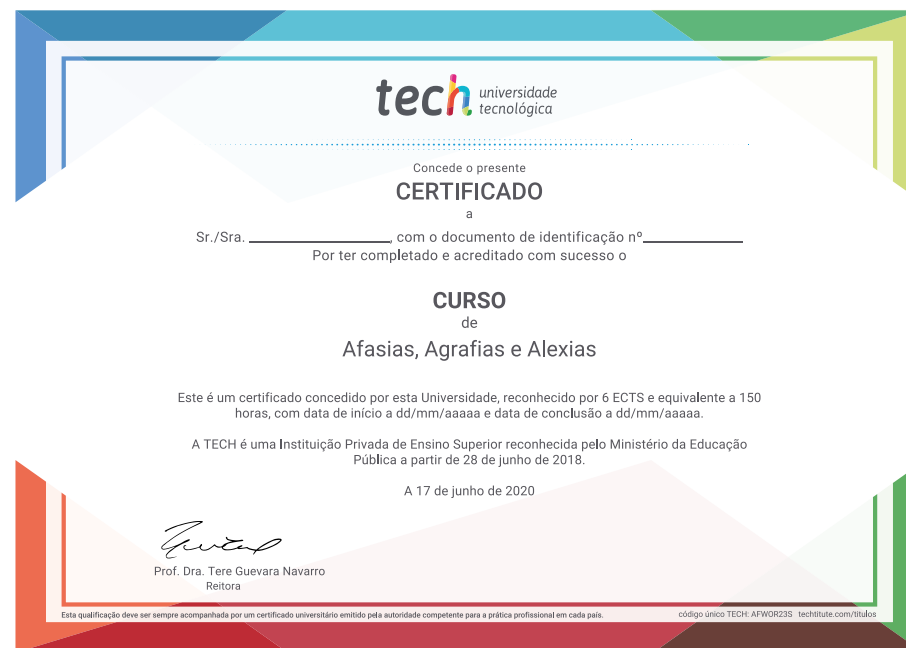 tech universidade
tecnológica
Concede o presente
CERTIFICADO
a
Sr./Sra. ____________________, com o documento de identificação nº______________
Por ter completado e acreditado com sucesso o
CURSO
de
Afasias, Agrafias e Alexias
Este é um certificado concedido por esta Universidade, reconhecido por 6 ECTS e equivalente a 150
horas, com data de início a dd/mm/aaaaa e data de conclusão a dd/mm/aaaaa.
A TECH é uma Instituição Privada de Ensino Superior reconhecida pelo Ministério da Educação
Pública a partir de 28 de junho de 2018.
A 17 de junho de 2020
Prof. Dra. Tere Guevara Navarro
Reitora
Esta qualificação deve ser sempre acompanhada por um certificado universitário emitido pela autoridade competente para a prática profissional em cada país.
código único TECH: AFWOR23S techtitute.com/titulos